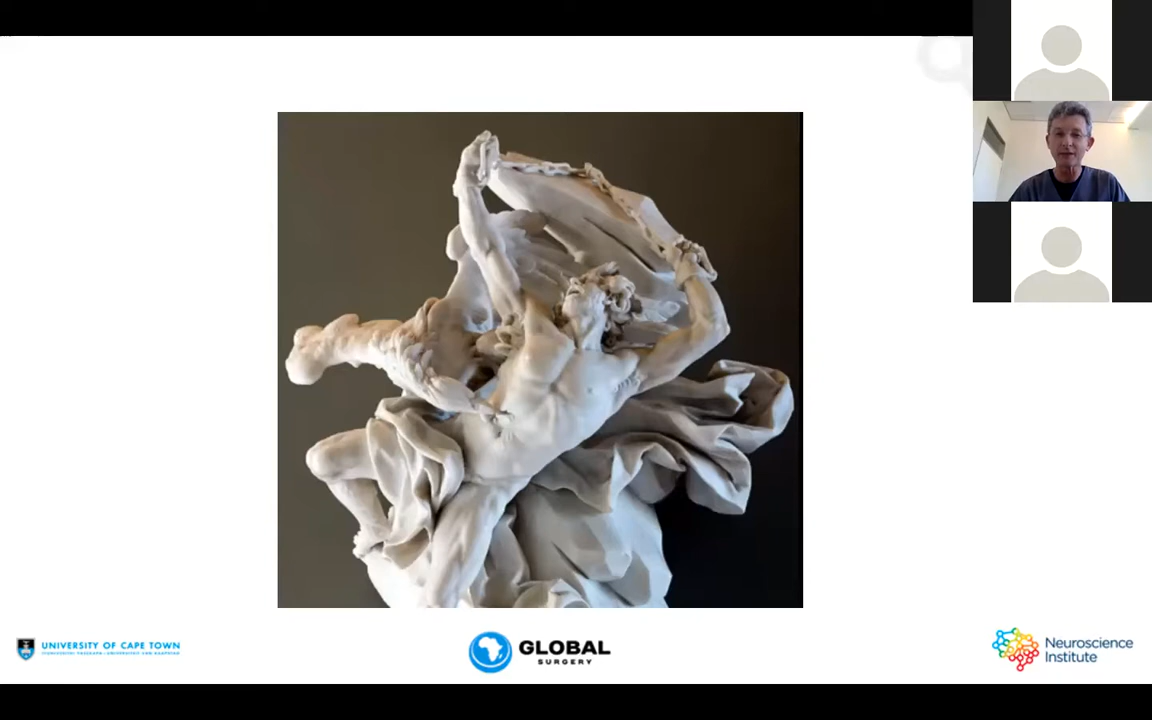 UNIVERSITY OF CAPE TOWN
GLOBAL
SURGERY
Neuroscience
Institute